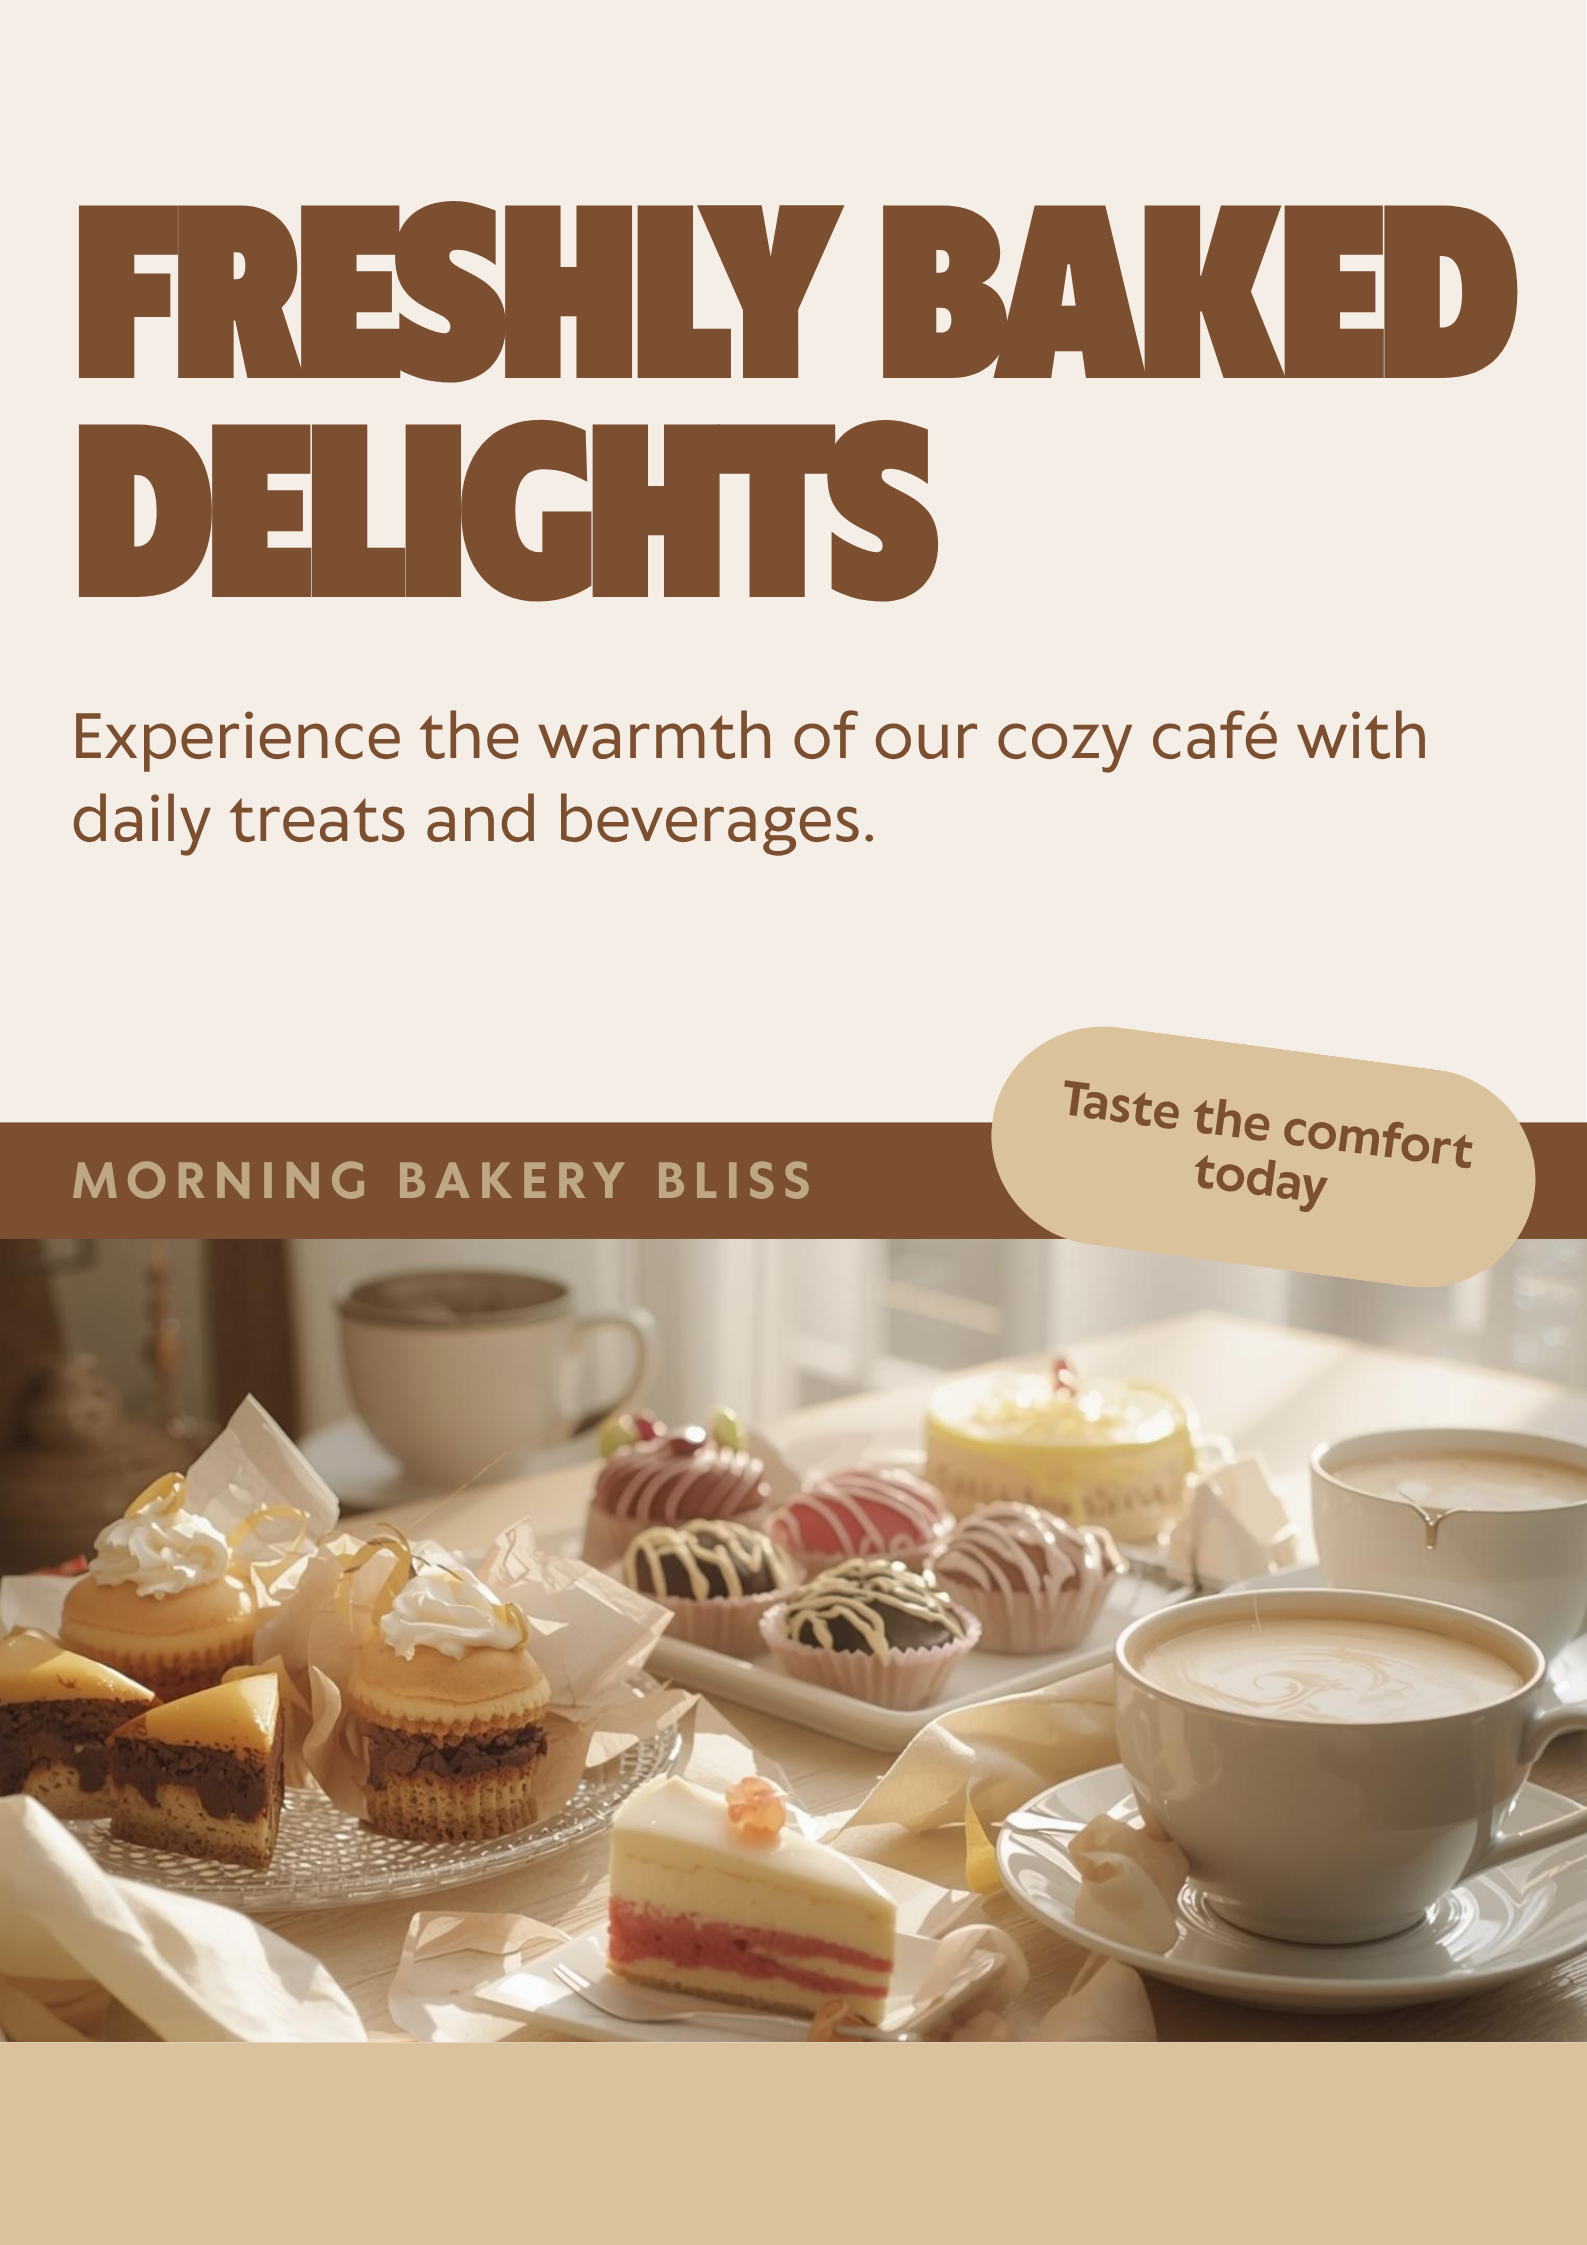 FRESHLY BAKED
DELIGHTS
Experience the warmth of our cozy café with
daily treats and beverages.
Taste the comfort
today
MORNING BAKERY BLISS